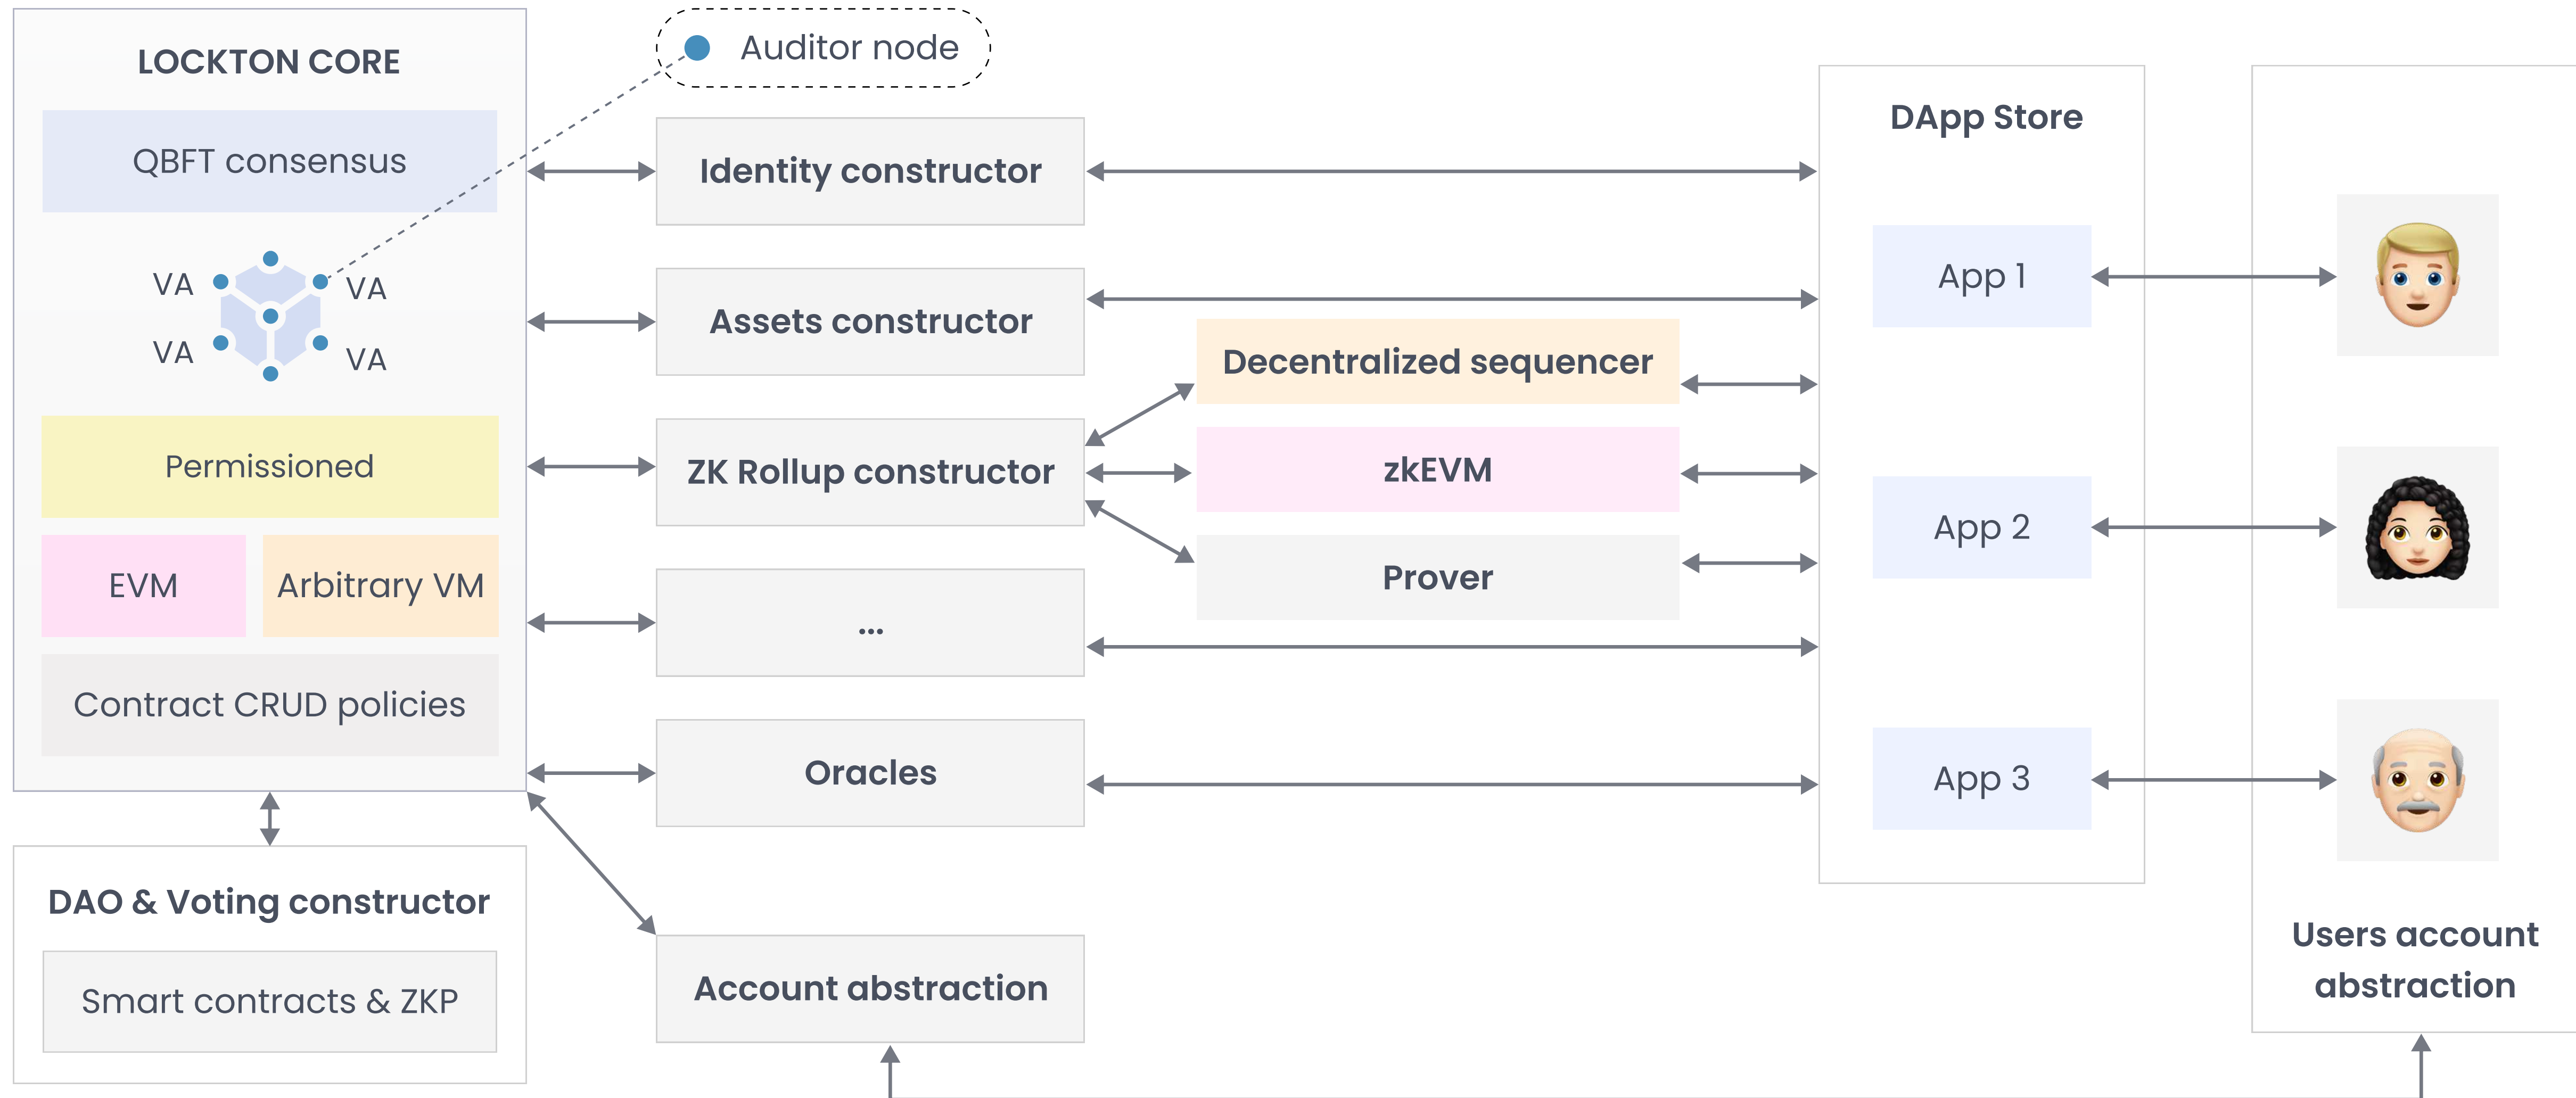 LOCKTON CORE
QBFT consensus
VA
VA
VA
VA
Permissioned
EVM
Arbitrary VM
Contract CRUD policies
DAO & Voting constructor
Smart contracts & ZKP
Auditor node
Identity constructor
Assets constructor
ZK Rollup constructor
...
Oracles
Account abstraction
Decentralized sequencer
zkEVM
Prover
DApp Store
App 1
App 2
App 3
Users account
abstraction